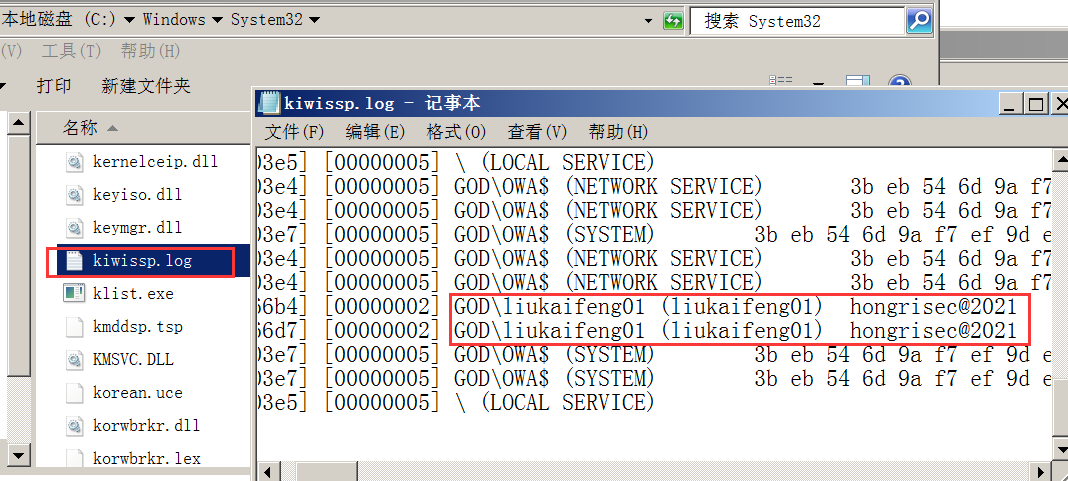 本地磁盘 (C:) Windows System32
搜索 System32
(V) 工具(T) 帮助(H)
打印 新建文件夹
名称
kernelceip.dll
keyiso.dll
keymgr.dll
kiwissp.log
klist.exe
kmddsp.tsp
KMSVC.DLL
korean.uce
korwbrkr.dll
korwbrkr.lex
kiwissp.log - 记事本
文件(F) 编辑(E) 格式(O) 查看(V) 帮助(H)
03e5] [00000005] \ (LOCAL SERVICE)
03e4] [00000005] GOD\OWA$ (NETWORK SERVICE) 3b eb 54 6d 9a f7
03e4] [00000005] GOD\OWA$ (NETWORK SERVICE) 3b eb 54 6d 9a f7
03e7] [00000005] GOD\OWA$ (SYSTEM) 3b eb 54 6d 9a f7 ef 9d e
03e4] [00000005] GOD\OWA$ (NETWORK SERVICE) 3b eb 54 6d 9a f7
03e4] [00000005] GOD\OWA$ (NETWORK SERVICE) 3b eb 54 6d 9a f7
66b4] [00000002] GOD\liukaifeng01 (liukaifeng01) hongrisec@2021
66d7] [00000002] GOD\liukaifeng01 (liukaifeng01) hongrisec@2021
03e7] [00000005] GOD\OWA$ (SYSTEM) 3b eb 54 6d 9a f7 ef 9d e
03e7] [00000005] GOD\OWA$ (SYSTEM) 3b eb 54 6d 9a f7 ef 9d e
03e5] [00000005] \ (LOCAL SERVICE)